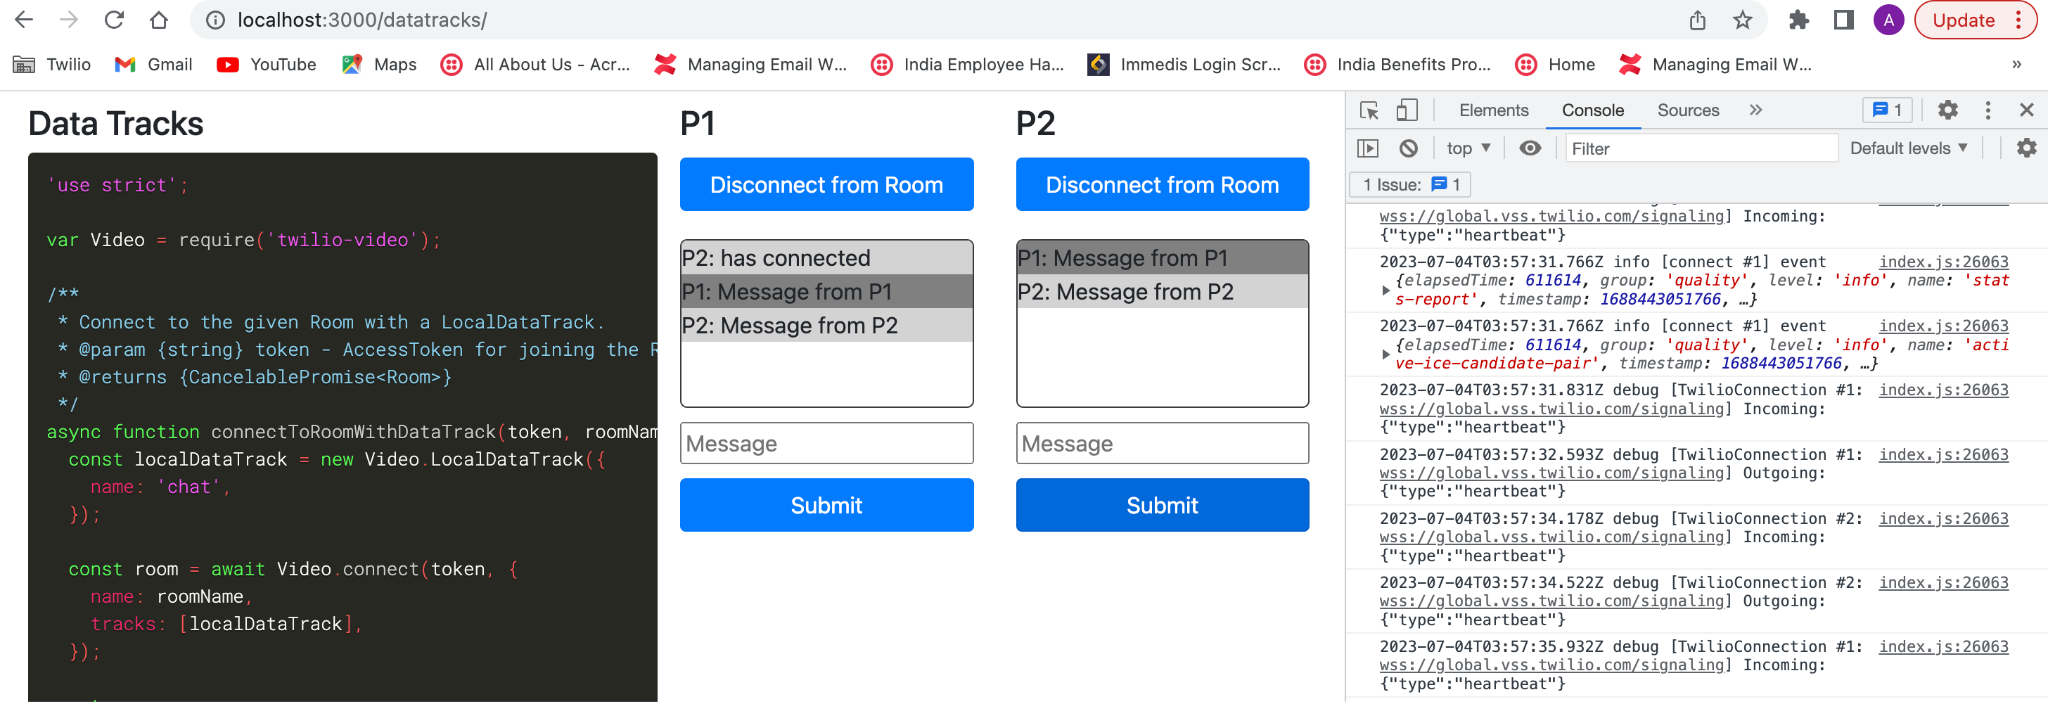 localhost:3000/datatracks/
A
Update
Twilio
Gmail
YouTube
Maps
All About Us - Acr...
Managing Email W...
India Employee Ha...
Immedis Login Scr...
India Benefits Pro...
Home
Managing Email W...
»
Data Tracks
'use strict';
var Video = require('twilio-video');
/**
* Connect to the given Room with a LocalDataTrack.
* @param {string} token - AccessToken for joining the R
* @returns {CancelablePromise<Room>}
*/
async function connectToRoomWithDataTrack(token, roomNam
const localDataTrack = new Video.LocalDataTrack({
name: 'chat',
});
const room = await Video.connect(token, {
name: roomName,
tracks: [localDataTrack],
});
P1
Disconnect from Room
P2: has connected
P1: Message from P1
P2: Message from P2
Message
Submit
P2
Disconnect from Room
P1: Message from P1
P2: Message from P2
Message
Submit
Elements
Console
Sources
»
1
top
Filter
Default levels
1 Issue: 1
wss://global.vss.twilio.com/signaling] Incoming:
{"type":"heartbeat"}
2023-07-04T03:57:31.766Z info [connect #1] event index.js:26063
{elapsedTime: 611614, group: 'quality', level: 'info', name: 'stat
s-report', timestamp: 1688443051766, …}
2023-07-04T03:57:31.766Z info [connect #1] event index.js:26063
{elapsedTime: 611614, group: 'quality', level: 'info', name: 'acti
ve-ice-candidate-pair', timestamp: 1688443051766, …}
2023-07-04T03:57:31.831Z debug [TwilioConnection #1: index.js:26063
wss://global.vss.twilio.com/signaling] Incoming:
{"type":"heartbeat"}
2023-07-04T03:57:32.593Z debug [TwilioConnection #1: index.js:26063
wss://global.vss.twilio.com/signaling] Outgoing:
{"type":"heartbeat"}
2023-07-04T03:57:34.178Z debug [TwilioConnection #2: index.js:26063
wss://global.vss.twilio.com/signaling] Incoming:
{"type":"heartbeat"}
2023-07-04T03:57:34.522Z debug [TwilioConnection #2: index.js:26063
wss://global.vss.twilio.com/signaling] Outgoing:
{"type":"heartbeat"}
2023-07-04T03:57:35.932Z debug [TwilioConnection #1: index.js:26063
wss://global.vss.twilio.com/signaling] Incoming:
{"type":"heartbeat"}